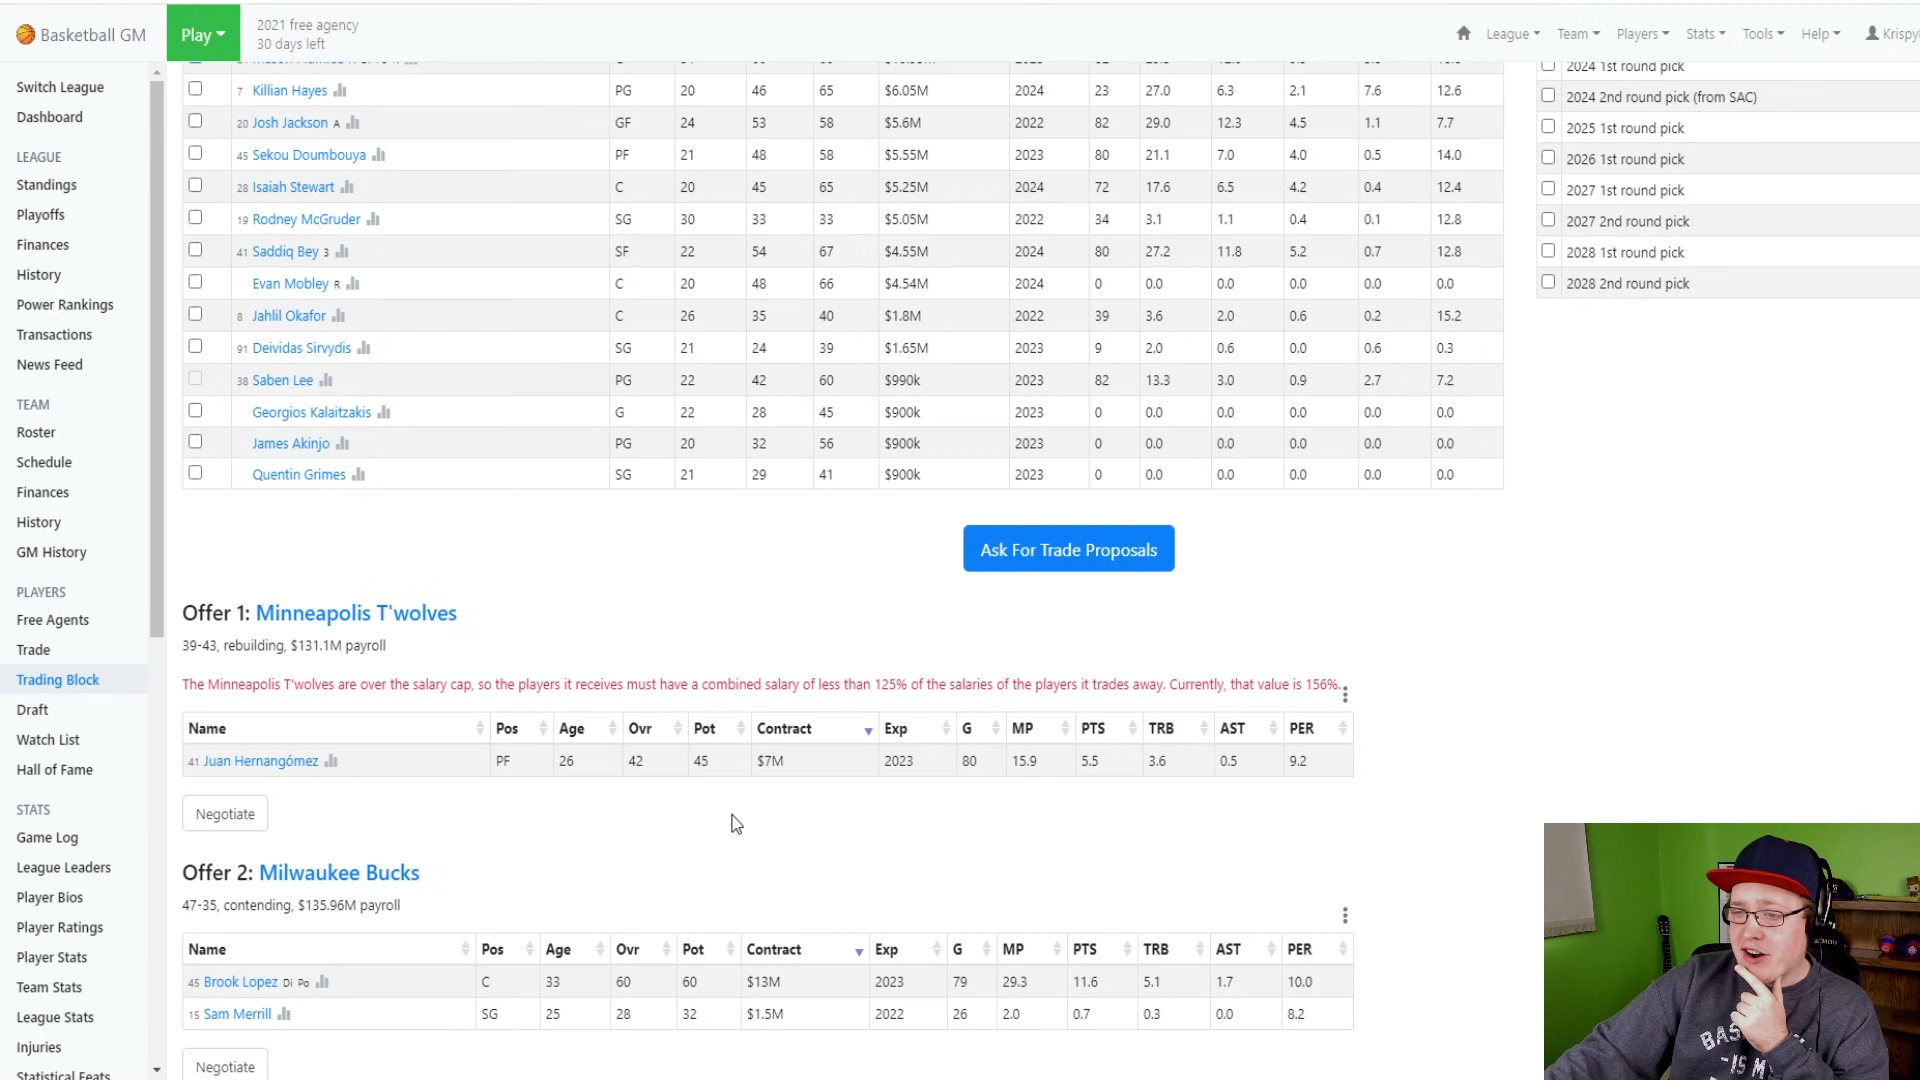 Basketball GM Play 2021 free agency League Team Players Stats Tools Help Krispy
30 days left
Switch League
Dashboard
LEAGUE
Standings
Playoffs
Finances
History
Power Rankings
Transactions
News Feed
TEAM
Roster
Schedule
Finances
History
GM History
PLAYERS
Free Agents
Trade
Trading Block
Draft
Watch List
Hall of Fame
STATS
Game Log
League Leaders
Player Bios
Player Ratings
Player Stats
Team Stats
League Stats
Injuries
Statistical Feats
7 Killian Hayes PG 20 46 65 $6.05M 2024 23 27.0 6.3 2.1 7.6 12.6
20 Josh Jackson A GF 24 53 58 $5.6M 2022 82 29.0 12.3 4.5 1.1 7.7
45 Sekou Doumbouya PF 21 48 58 $5.55M 2023 80 21.1 7.0 4.0 0.5 14.0
28 Isaiah Stewart C 20 45 65 $5.25M 2024 72 17.6 6.5 4.2 0.4 12.4
19 Rodney McGruder SG 30 33 33 $5.05M 2022 34 3.1 1.1 0.4 0.1 12.8
41 Saddiq Bey 3 SF 22 54 67 $4.55M 2024 80 27.2 11.8 5.2 0.7 12.8
Evan Mobley R C 20 48 66 $4.54M 2024 0 0.0 0.0 0.0 0.0 0.0
8 Jahlil Okafor C 26 35 40 $1.8M 2022 39 3.6 2.0 0.6 0.2 15.2
91 Deividas Sirvydis SG 21 24 39 $1.65M 2023 9 2.0 0.6 0.0 0.6 0.3
38 Saben Lee PG 22 42 60 $990k 2023 82 13.3 3.0 0.9 2.7 7.2
Georgios Kalaitzakis G 22 28 45 $900k 2023 0 0.0 0.0 0.0 0.0 0.0
James Akinjo PG 20 32 56 $900k 2023 0 0.0 0.0 0.0 0.0 0.0
Quentin Grimes SG 21 29 41 $900k 2023 0 0.0 0.0 0.0 0.0 0.0
2024 1st round pick
2024 2nd round pick (from SAC)
2025 1st round pick
2026 1st round pick
2027 1st round pick
2027 2nd round pick
2028 1st round pick
2028 2nd round pick
Ask For Trade Proposals
Offer 1: Minneapolis T'wolves
39-43, rebuilding, $131.1M payroll
The Minneapolis T'wolves are over the salary cap, so the players it receives must have a combined salary of less than 125% of the salaries of the players it trades away. Currently, that value is 156%.
Name Pos Age Ovr Pot Contract Exp G MP PTS TRB AST PER
41 Juan Hernangómez PF 26 42 45 $7M 2023 80 15.9 5.5 3.6 0.5 9.2
Negotiate
Offer 2: Milwaukee Bucks
47-35, contending, $135.96M payroll
Name Pos Age Ovr Pot Contract Exp G MP PTS TRB AST PER
45 Brook Lopez Di Po C 33 60 60 $13M 2023 79 29.3 11.6 5.1 1.7 10.0
15 Sam Merrill SG 25 28 32 $1.5M 2022 26 2.0 0.7 0.3 0.0 8.2
Negotiate